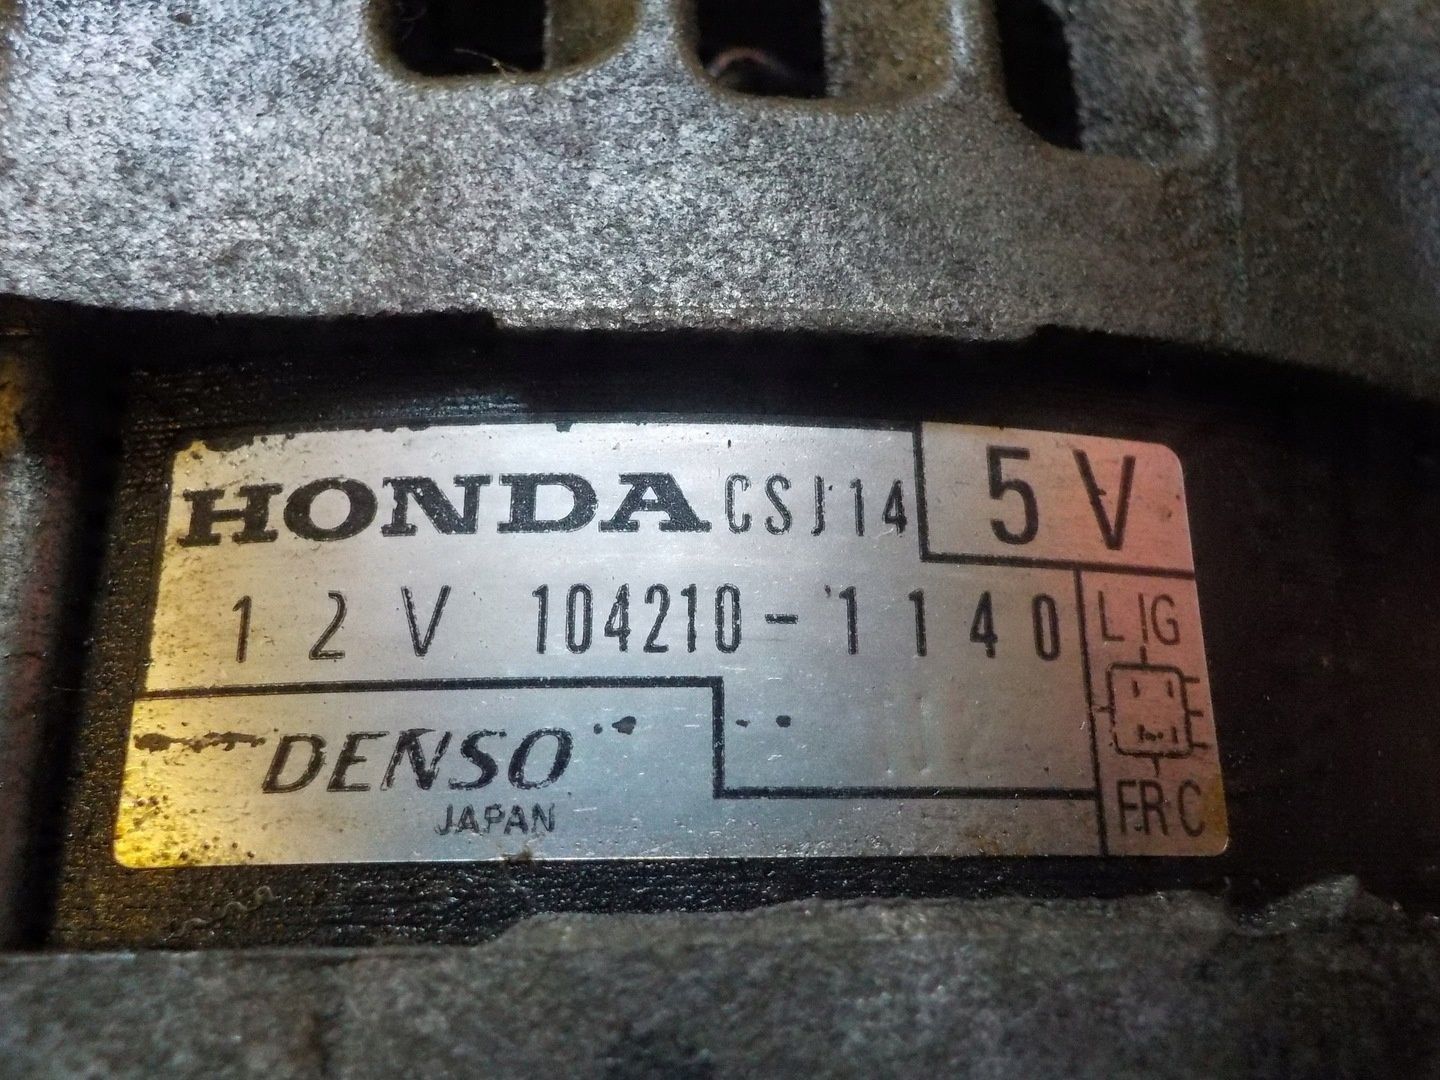 HONDA CSJ14 5V
12V 104210-1140
L IG
DENSO
JAPAN
FR C